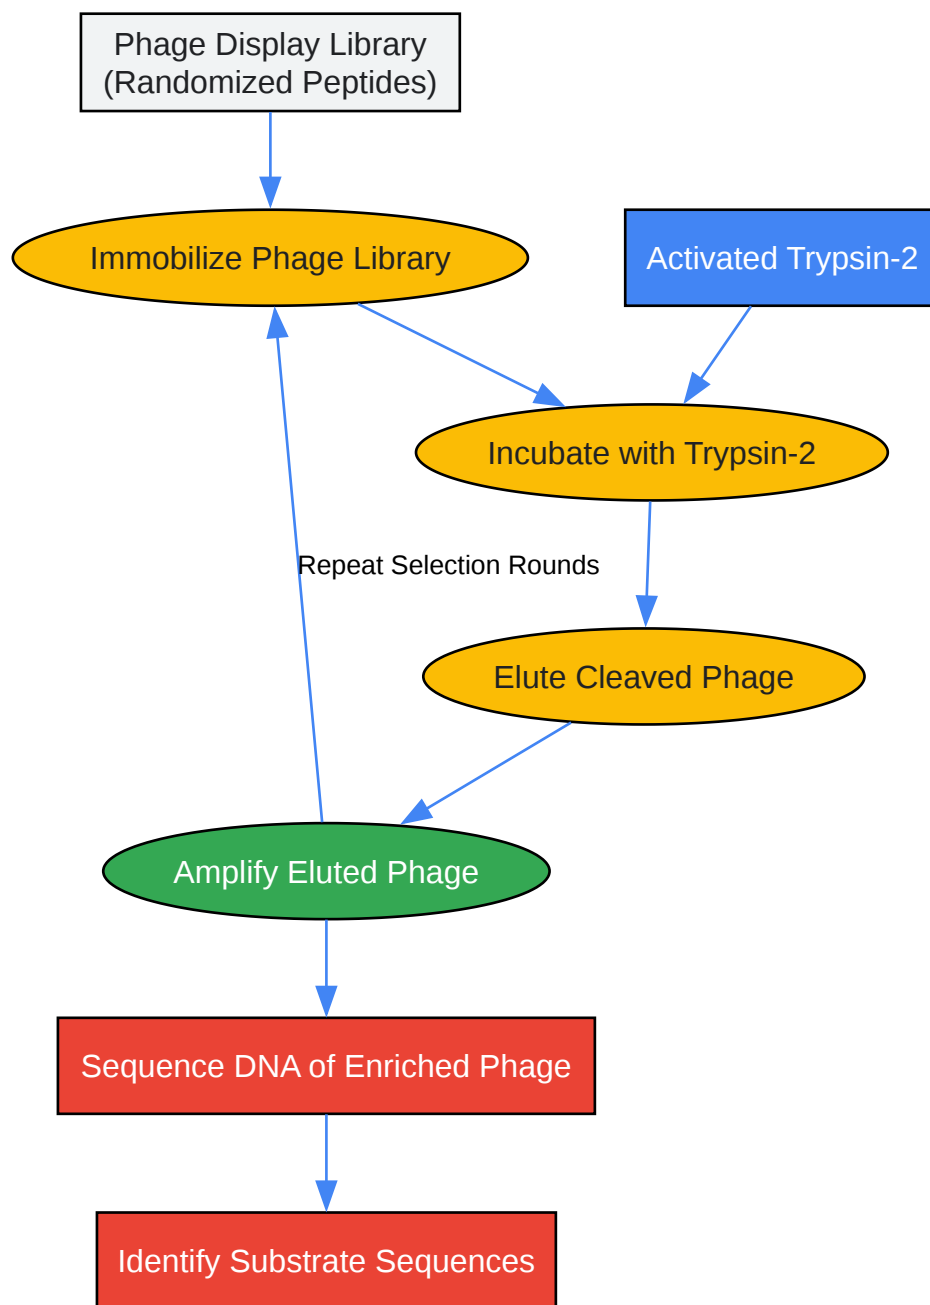 Phage Display Library
(Randomized Peptides)
Immobilize Phage Library
Activated Trypsin-2
Incubate with Trypsin-2
Repeat Selection Rounds
Elute Cleaved Phage
Amplify Eluted Phage
Sequence DNA of Enriched Phage
Identify Substrate Sequences